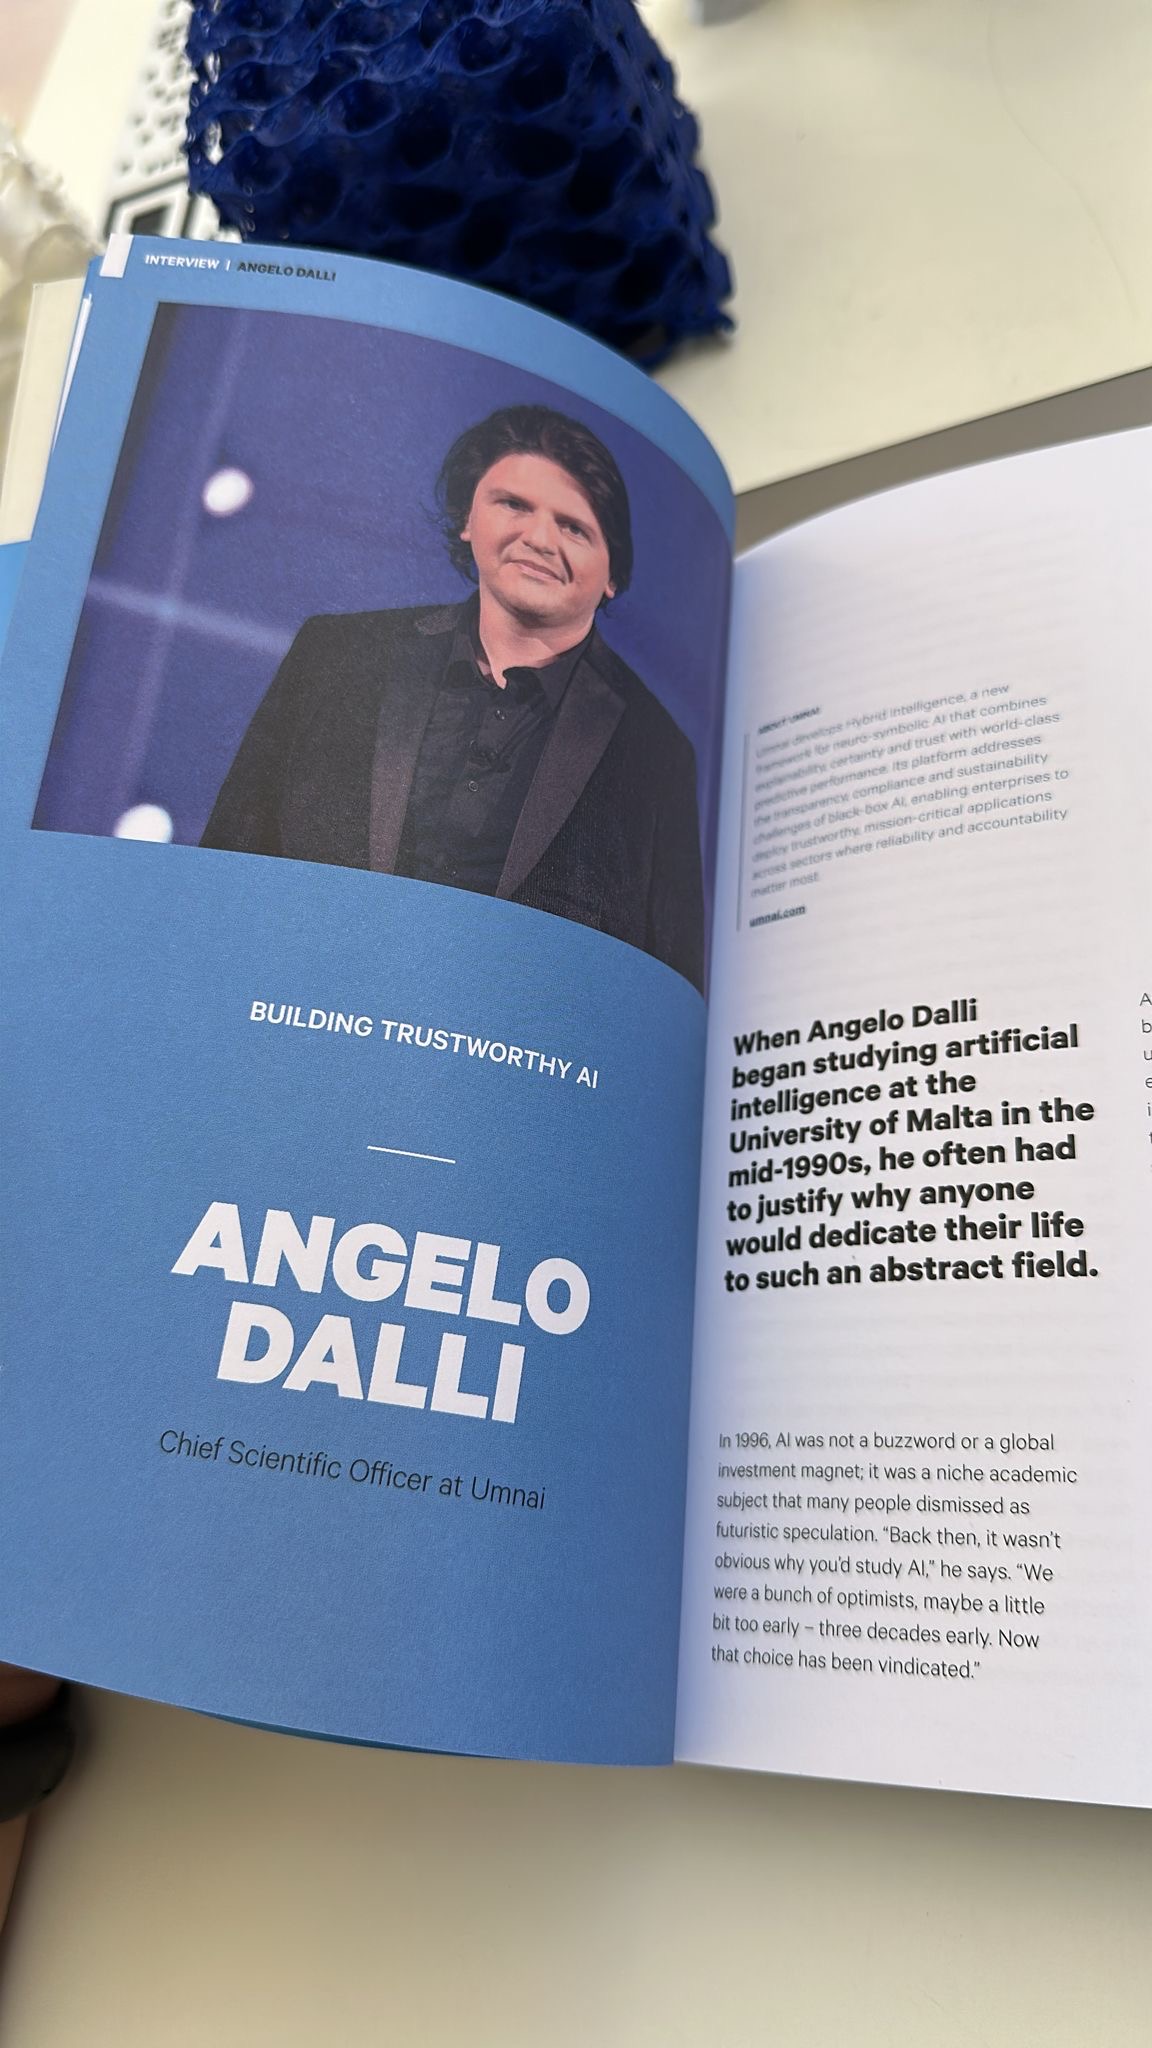 INTERVIEW | ANGELO DALLI
BUILDING TRUSTWORTHY AI
ANGELO
DALLI
Chief Scientific Officer at Umnai
ABOUT UMNAI
Umnai develops Hybrid Intelligence, a new
framework for neuro-symbolic AI that combines
explainability, certainty and trust with world-class
predictive performance. Its platform addresses
the transparency, compliance and sustainability
challenges of black-box AI, enabling enterprises to
deploy trustworthy, mission-critical applications
across sectors where reliability and accountability
matter most.
umnai.com
When Angelo Dalli
began studying artificial
intelligence at the
University of Malta in the
mid-1990s, he often had
to justify why anyone
would dedicate their life
to such an abstract field.
In 1996, AI was not a buzzword or a global
investment magnet; it was a niche academic
subject that many people dismissed as
futuristic speculation. “Back then, it wasn’t
obvious why you’d study AI,” he says. “We
were a bunch of optimists, maybe a little
bit too early – three decades early. Now
that choice has been vindicated.”